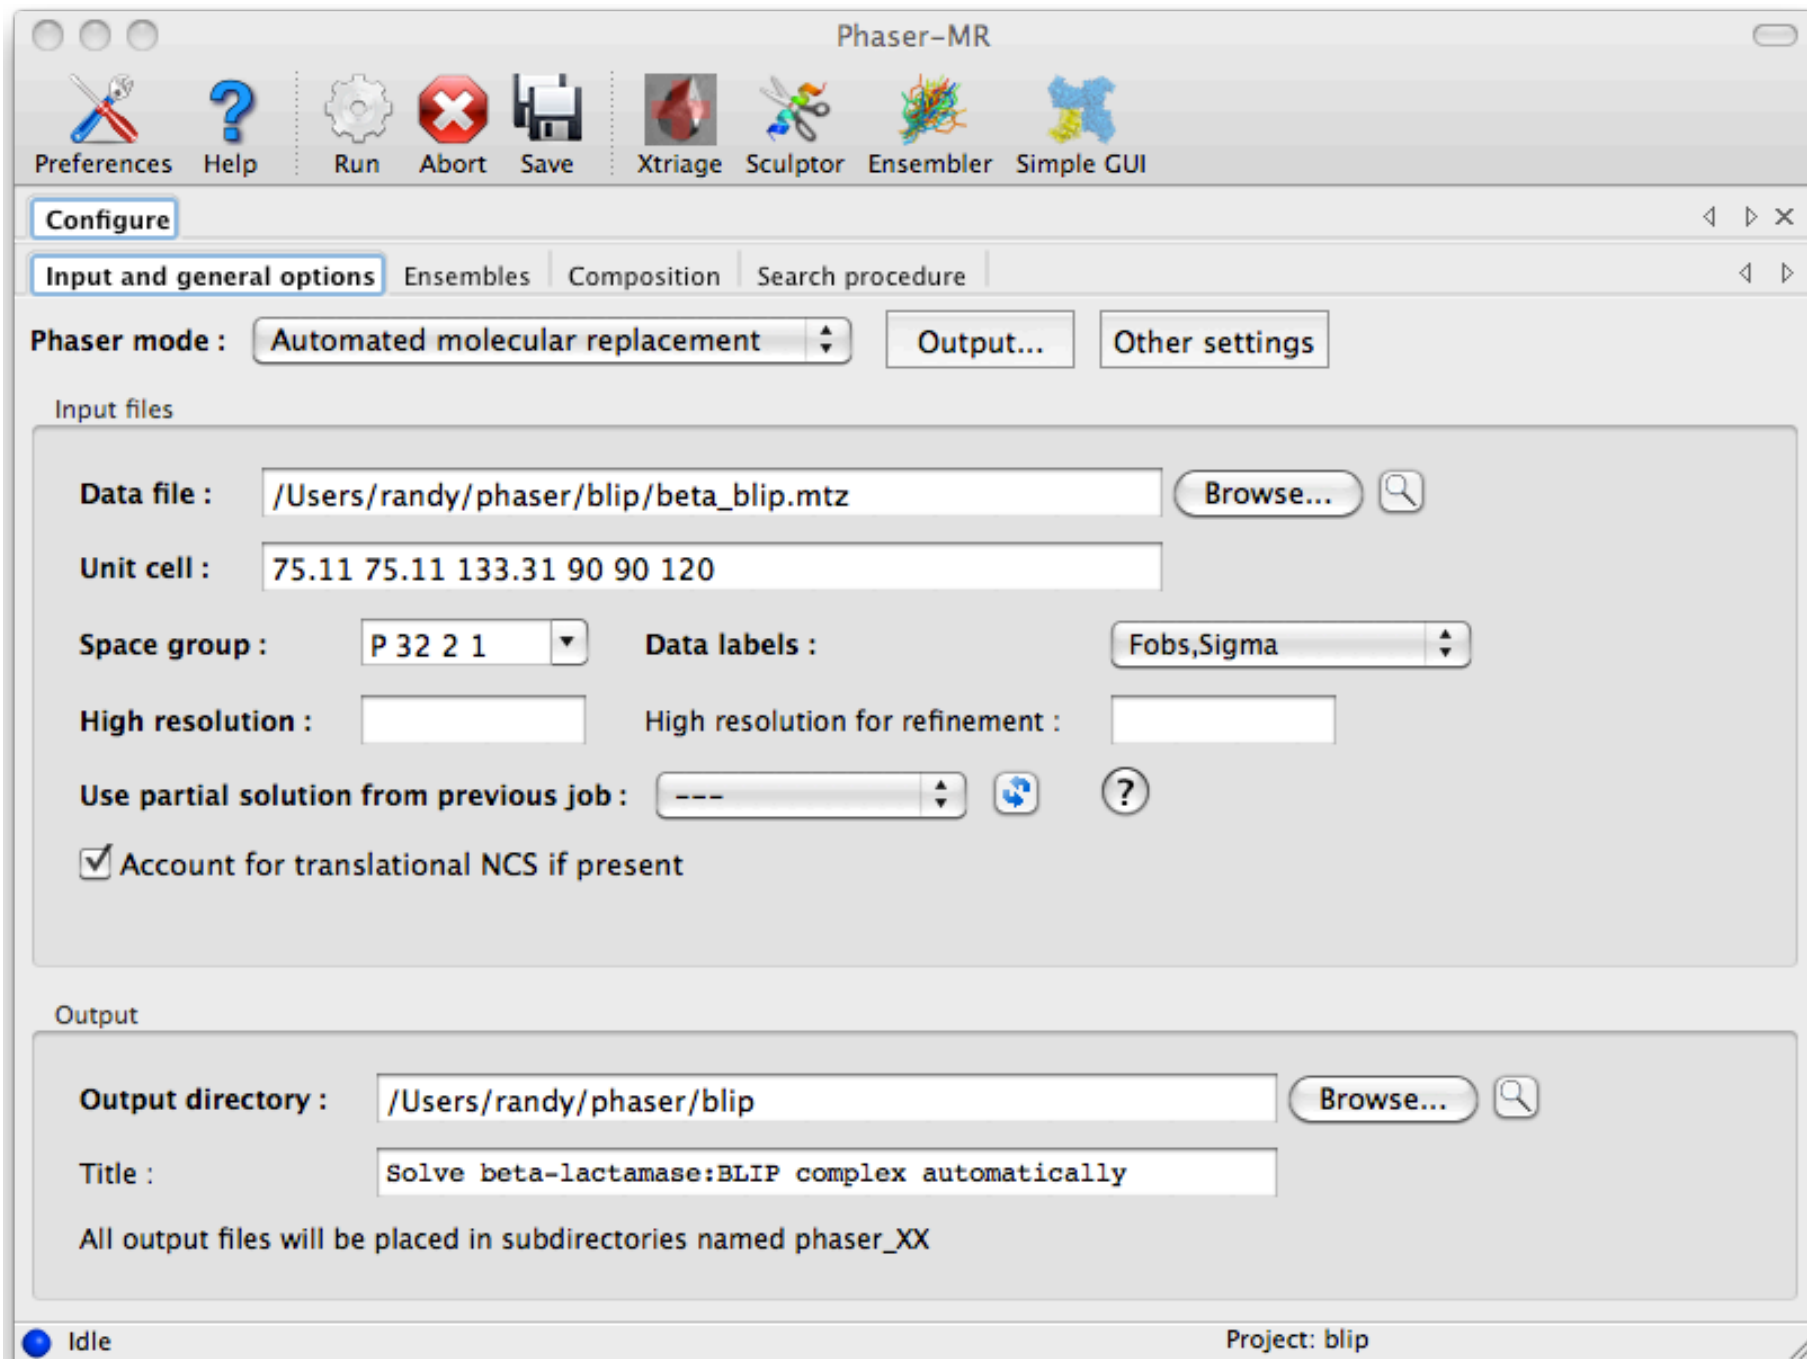 Phaser-MR
Preferences Help Run Abort Save Xtriage Sculptor Ensembler Simple GUI
Configure
Input and general options Ensembles Composition Search procedure
Phaser mode : Automated molecular replacement Output... Other settings
Input files
Data file : /Users/randy/phaser/blip/beta_blip.mtz Browse...
Unit cell : 75.11 75.11 133.31 90 90 120
Space group : P 32 2 1 Data labels : Fobs,Sigma
High resolution : High resolution for refinement :
Use partial solution from previous job : --- ?
Account for translational NCS if present
Output
Output directory : /Users/randy/phaser/blip Browse...
Title : Solve beta-lactamase:BLIP complex automatically
All output files will be placed in subdirectories named phaser_XX
Idle Project: blip